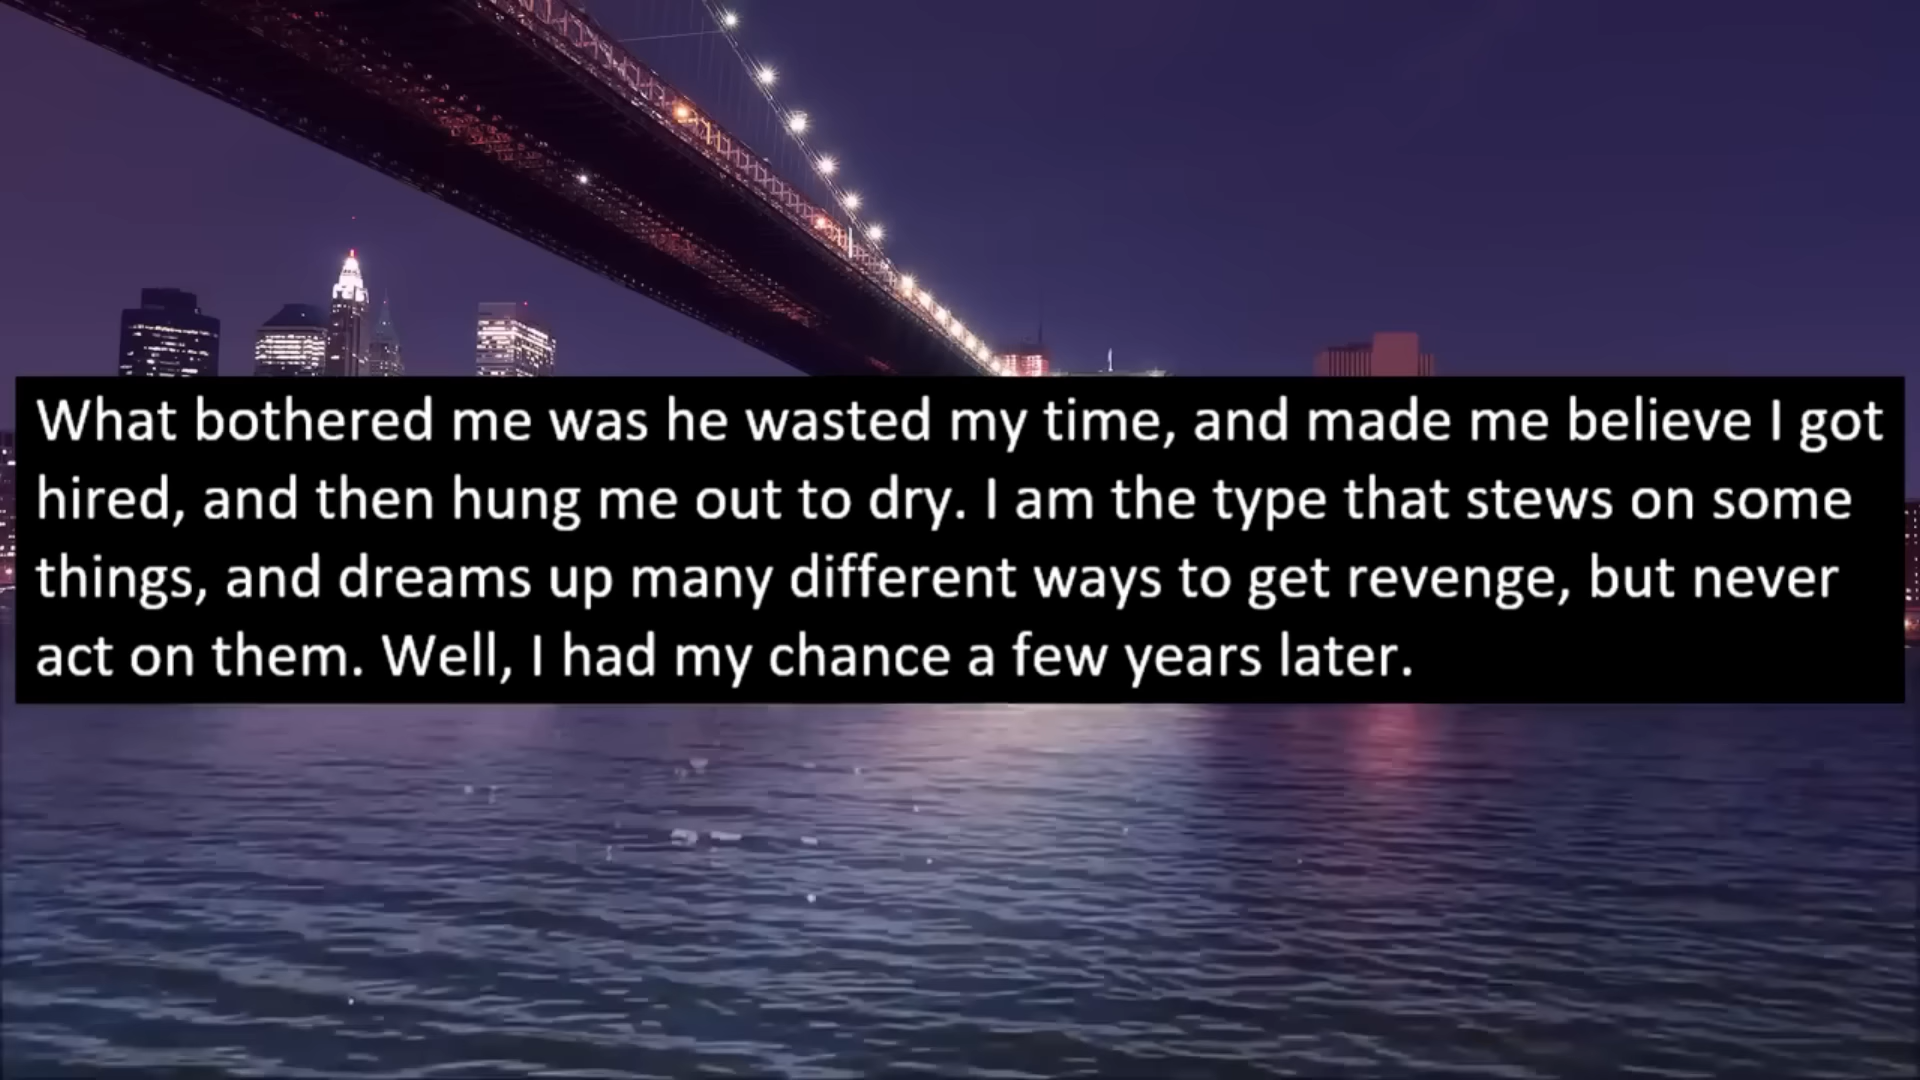 What bothered me was he wasted my time, and made me believe I got
hired, and then hung me out to dry. I am the type that stews on some
things, and dreams up many different ways to get revenge, but never
act on them. Well, I had my chance a few years later.